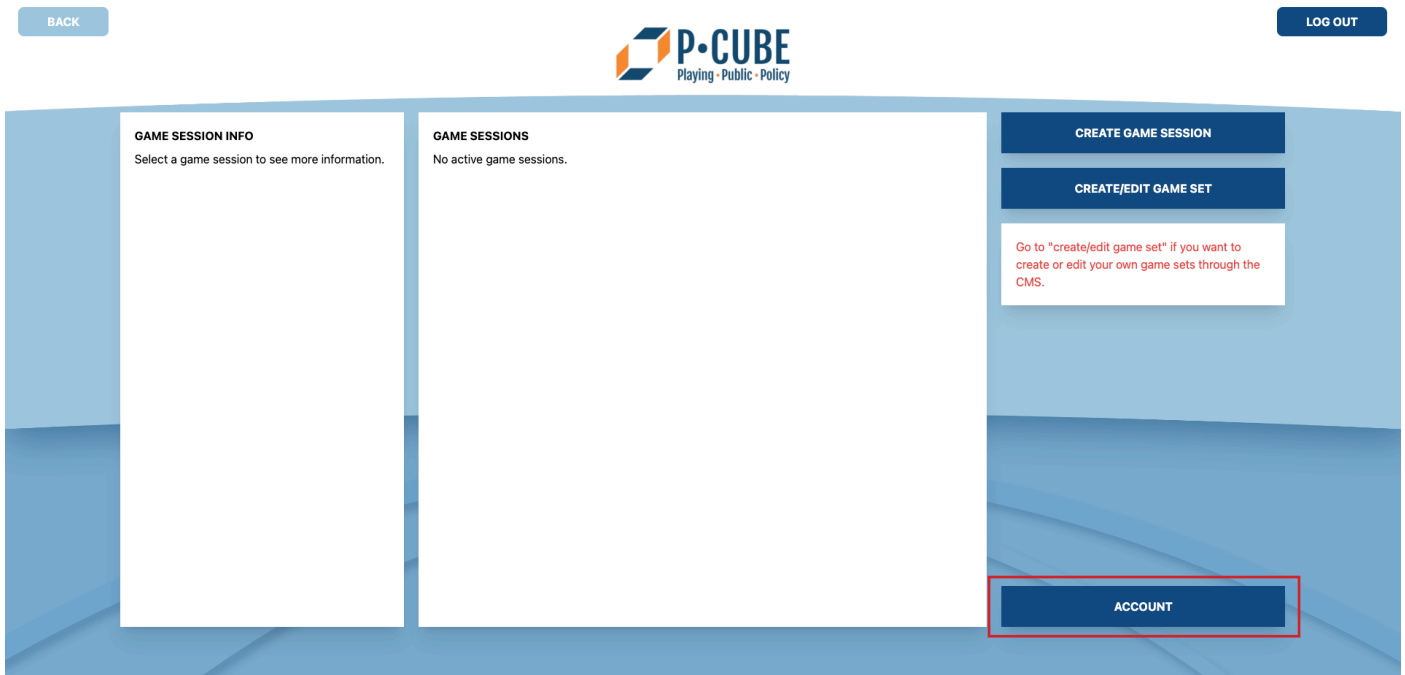 BACK
LOG OUT
P•CUBE
Playing • Public • Policy
GAME SESSION INFO
Select a game session to see more information.
GAME SESSIONS
No active game sessions.
CREATE GAME SESSION
CREATE/EDIT GAME SET
Go to "create/edit game set" if you want to
create or edit your own game sets through the
CMS.
ACCOUNT